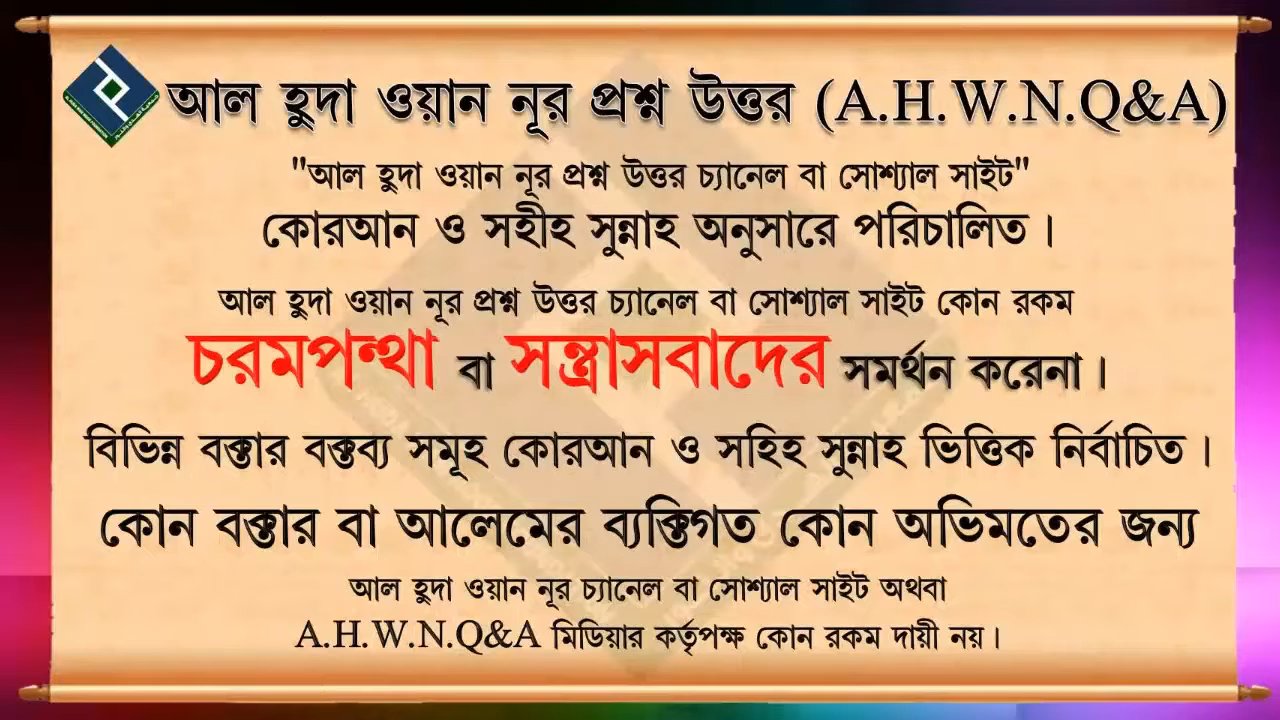 আল হুদা ওয়ান নূর প্রশ্ন উত্তর (A.H.W.N.Q&A)
"আল হুদা ওয়ান নূর প্রশ্ন উত্তর চ্যানেল বা সোশ্যাল সাইট"
কোরআন ও সহীহ সুন্নাহ অনুসারে পরিচালিত।
আল হুদা ওয়ান নূর প্রশ্ন উত্তর চ্যানেল বা সোশ্যাল সাইট কোন রকম
চরমপন্থা বা সন্ত্রাসবাদের সমর্থন করেনা।
বিভিন্ন বক্তার বক্তব্য সমূহ কোরআন ও সহিহ সুন্নাহ ভিত্তিক নির্বাচিত।
কোন বক্তার বা আলেমের ব্যক্তিগত কোন অভিমতের জন্য
আল হুদা ওয়ান নূর চ্যানেল বা সোশ্যাল সাইট অথবা
A.H.W.N.Q&A মিডিয়ার কর্তৃপক্ষ কোন রকম দায়ী নয়।